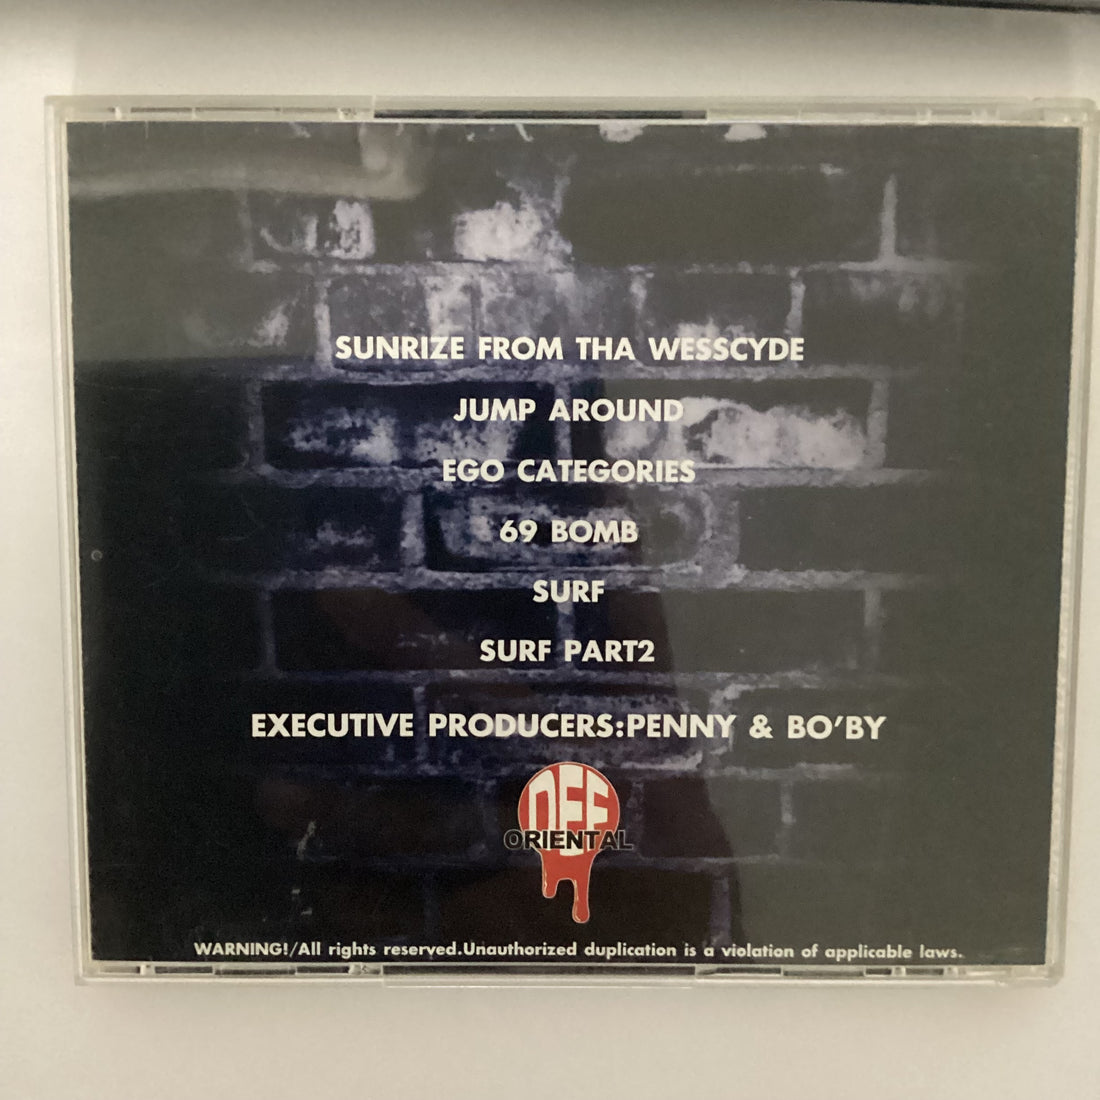 SUNRIZE FROM THA WESSCYDE
JUMP AROUND
EGO CATEGORIES
69 BOMB
SURF
SURF PART2
EXECUTIVE PRODUCERS:PENNY & BO'BY
OFF
ORIENTAL
WARNING!/All rights reserved.Unauthorized duplication is a violation of applicable laws.